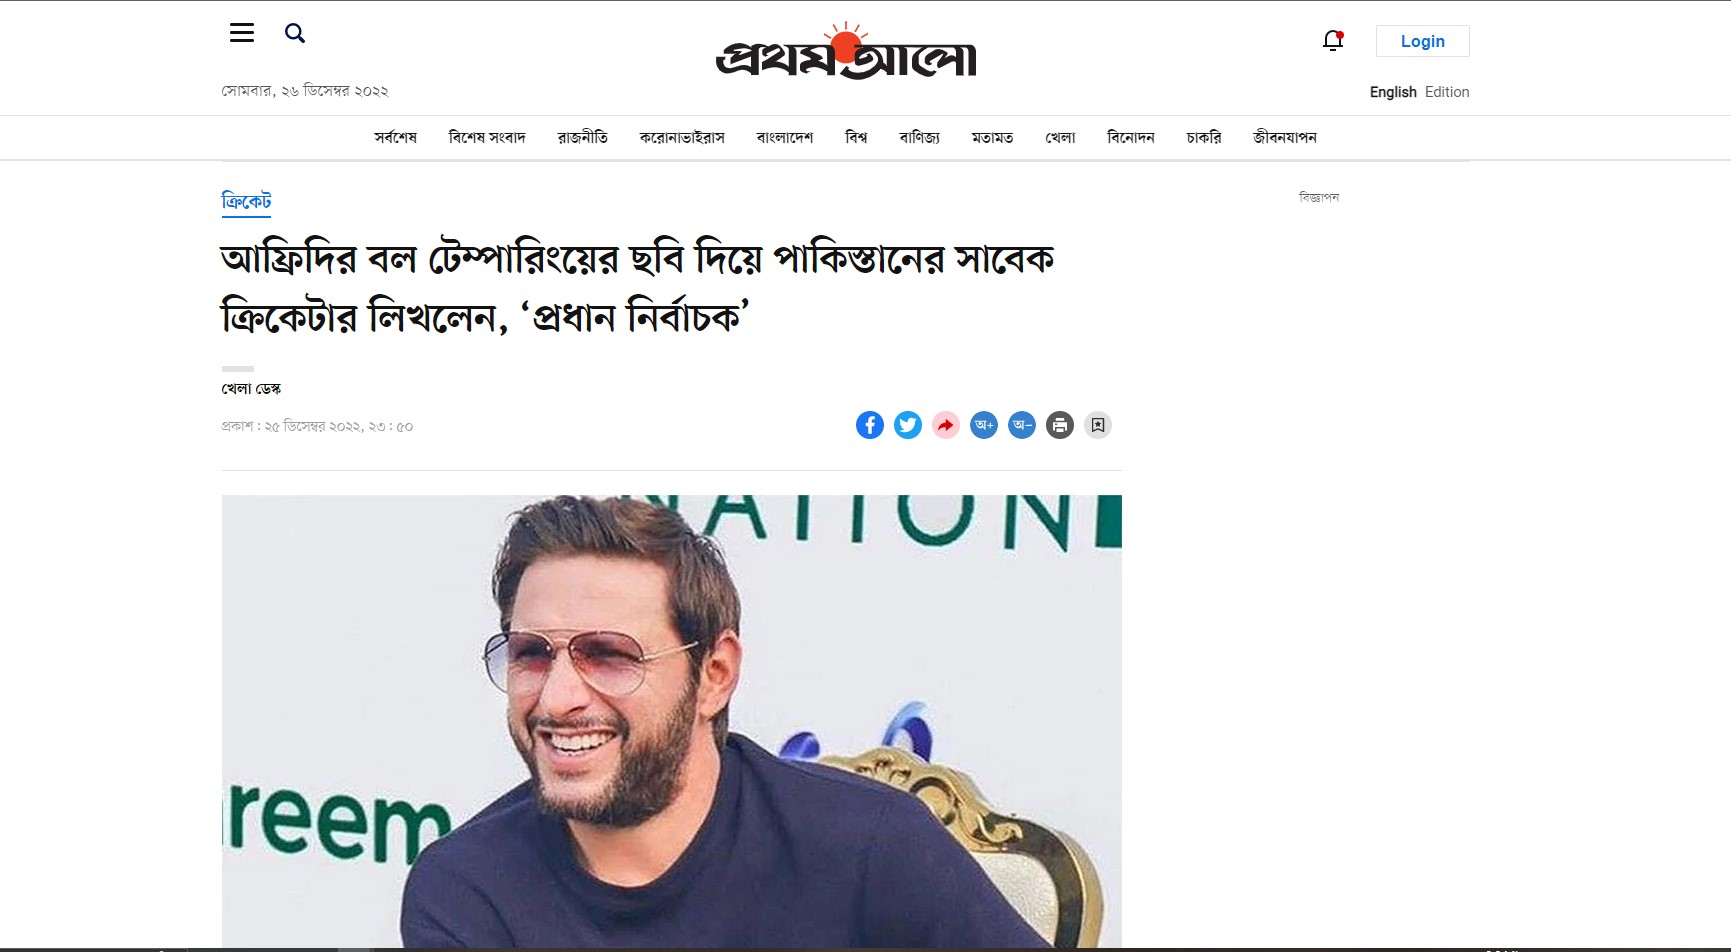 Login
প্রথম আলো
সোমবার, ২৬ ডিসেম্বর ২০২২
English Edition
সর্বশেষ বিশেষ সংবাদ রাজনীতি করোনাভাইরাস বাংলাদেশ বিশ্ব বাণিজ্য মতামত খেলা বিনোদন চাকরি জীবনযাপন
ক্রিকেট
বিজ্ঞাপন
আফ্রিদির বল টেম্পারিংয়ের ছবি দিয়ে পাকিস্তানের সাবেক
ক্রিকেটার লিখলেন, ‘প্রধান নির্বাচক’
খেলা ডেস্ক
প্রকাশ : ২৫ ডিসেম্বর ২০২২, ২৩ : ৫০
অ+ অ−
NATION
reem